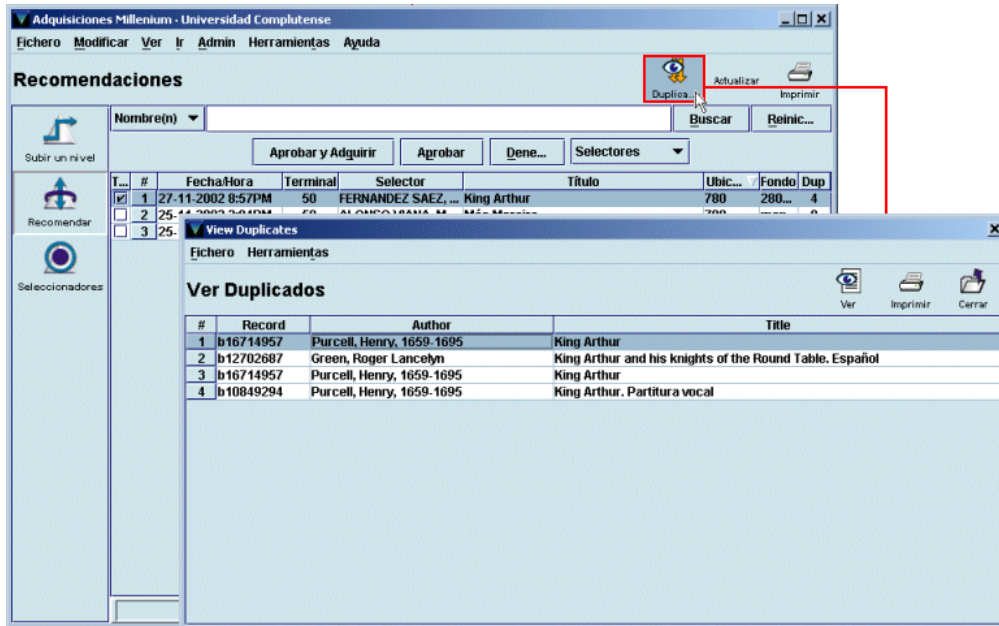 Adquisiciones Millenium - Universidad Complutense
Fichero Modificar Ver Ir Admin Herramientas Ayuda
Recomendaciones
Duplica... Actualizar Imprimir
Nombre(n) Buscar Reinic...
Subir un nivel
Aprobar y Adquirir Aprobar Dene... Selectores
T... # Fecha/Hora Terminal Selector Título Ubic... Fondo Dup
1 27-11-2002 8:57PM 50 FERNANDEZ SAEZ, ... King Arthur 780 280... 4
2 25-11-2002
3 25-
Recomendar
Seleccionadores
View Duplicates
Fichero Herramientas
Ver Duplicados
Ver Imprimir Cerrar
# Record Author Title
1 b16714957 Purcell, Henry, 1659-1695 King Arthur
2 b12702687 Green, Roger Lancelyn King Arthur and his knights of the Round Table. Español
3 b16714957 Purcell, Henry, 1659-1695 King Arthur
4 b10849294 Purcell, Henry, 1659-1695 King Arthur. Partitura vocal